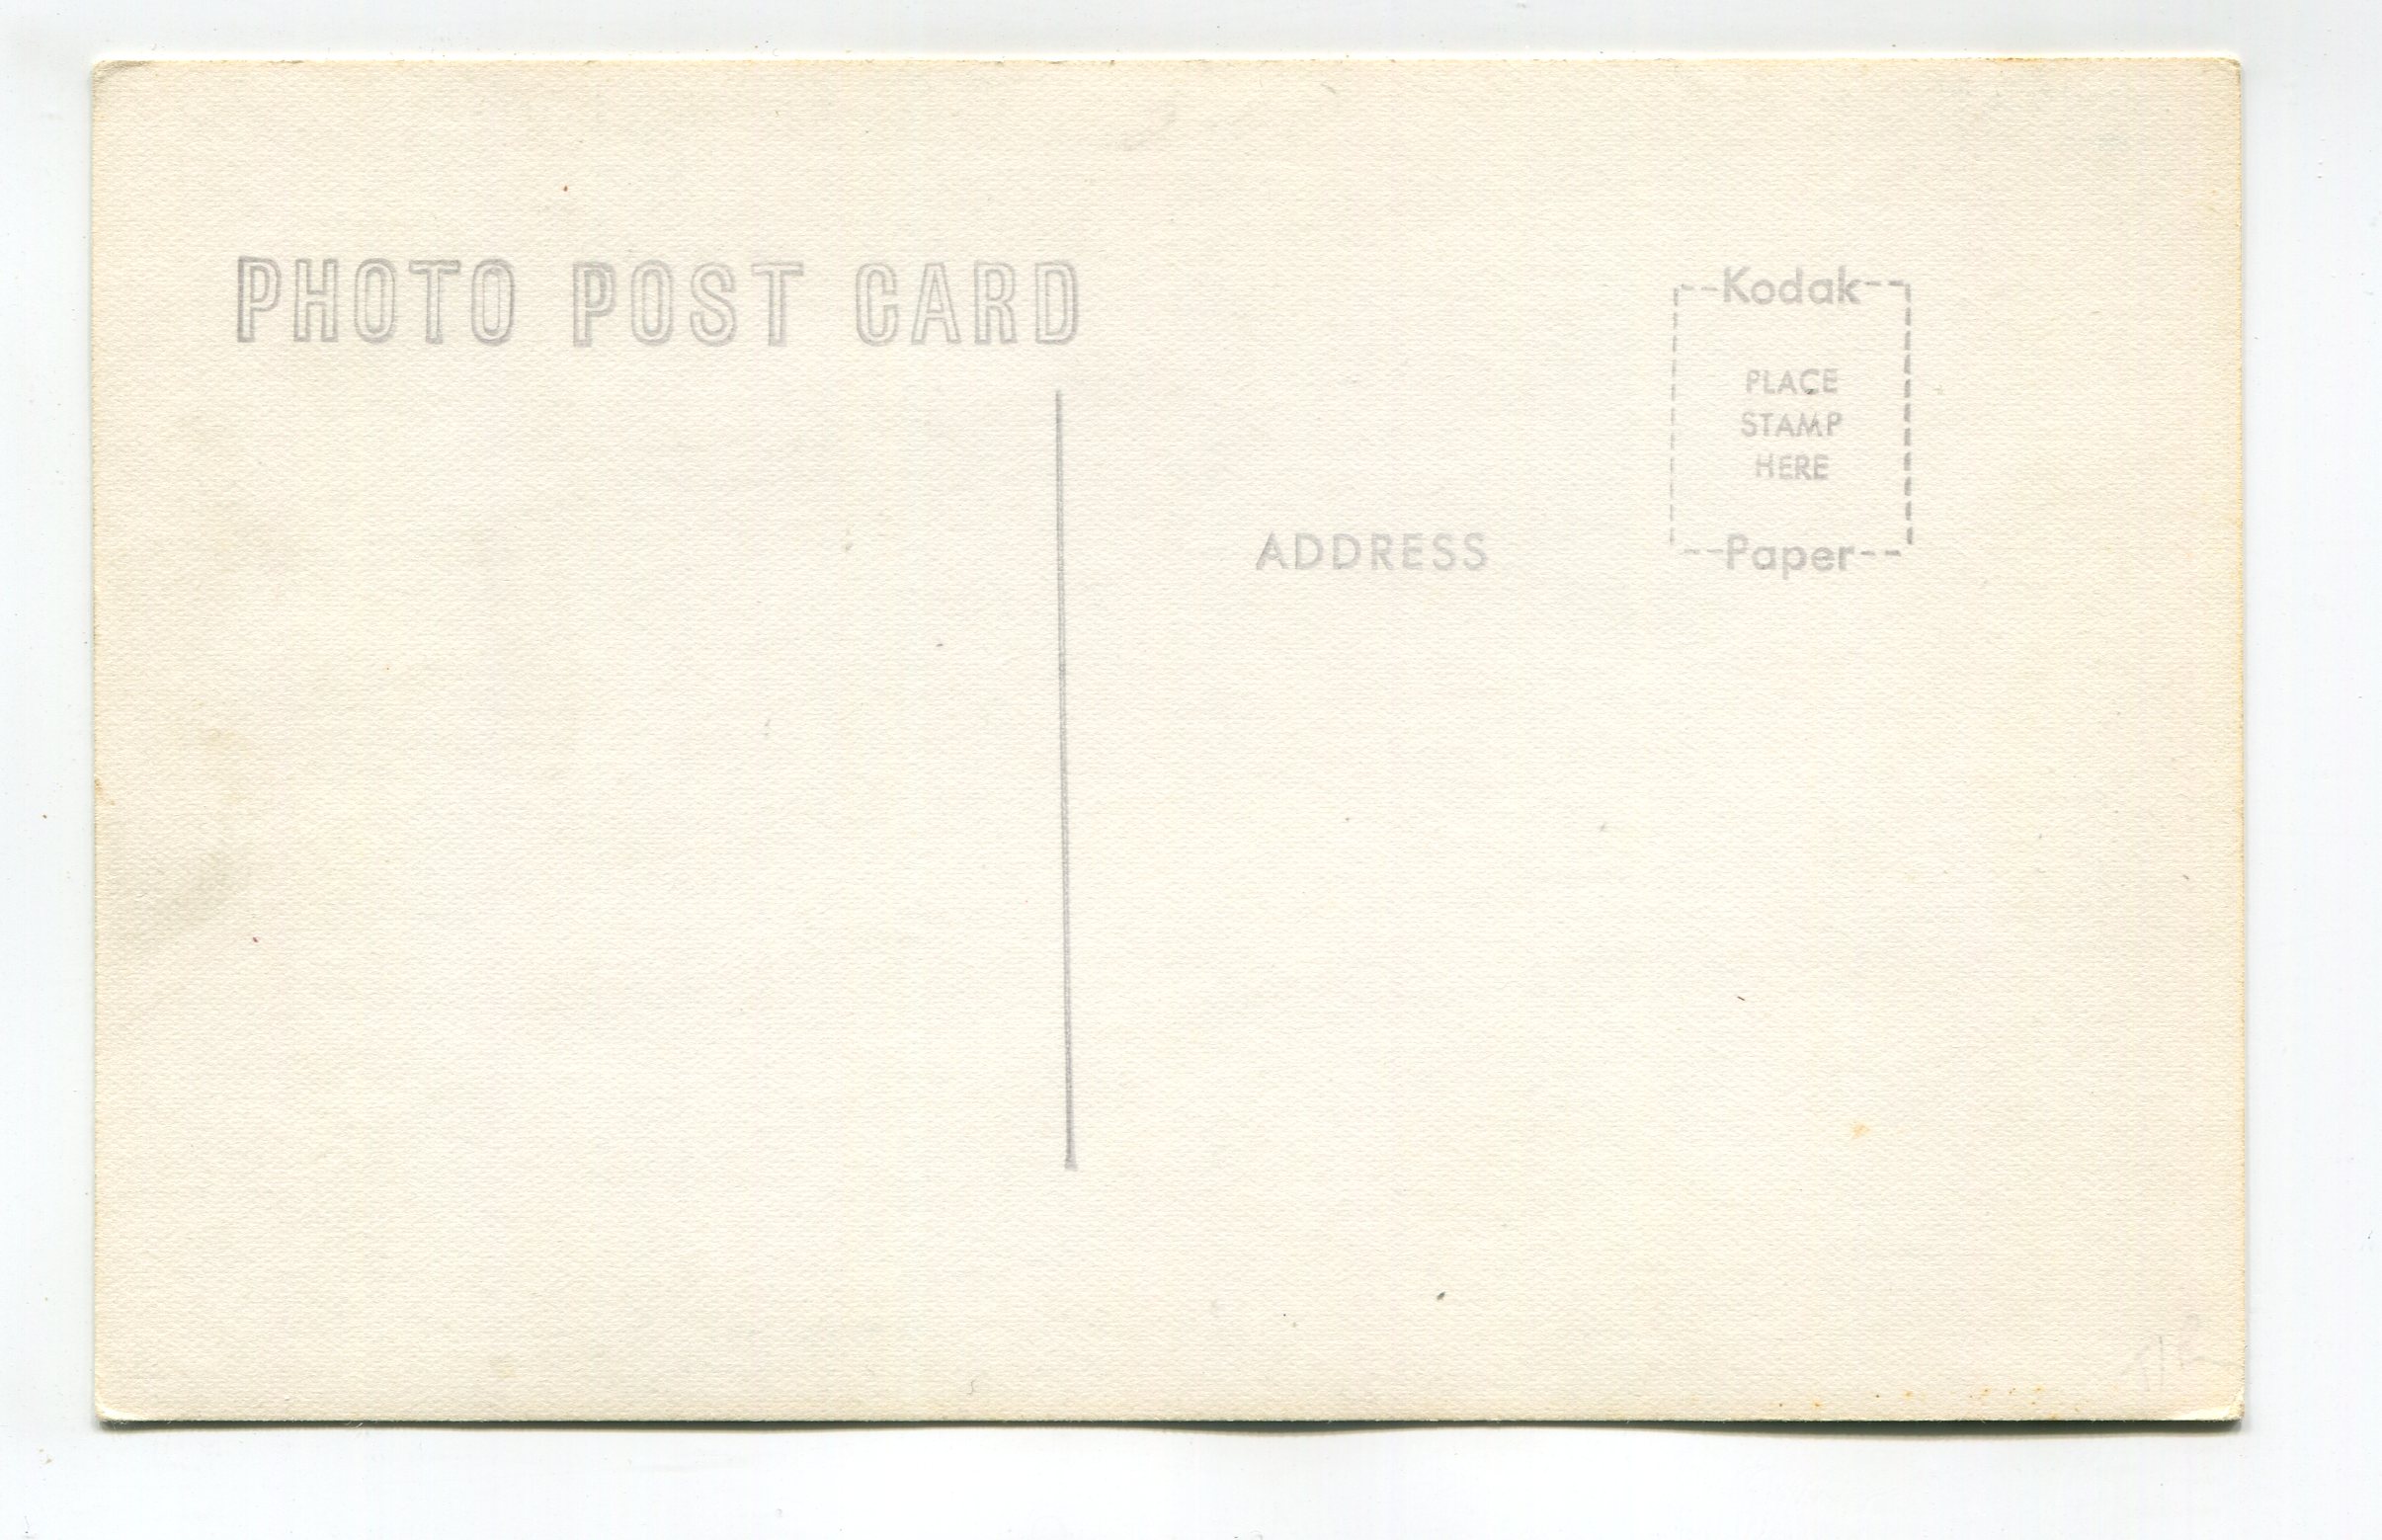 PHOTO POST CARD
Kodak
PLACE
STAMP
HERE
Paper
ADDRESS